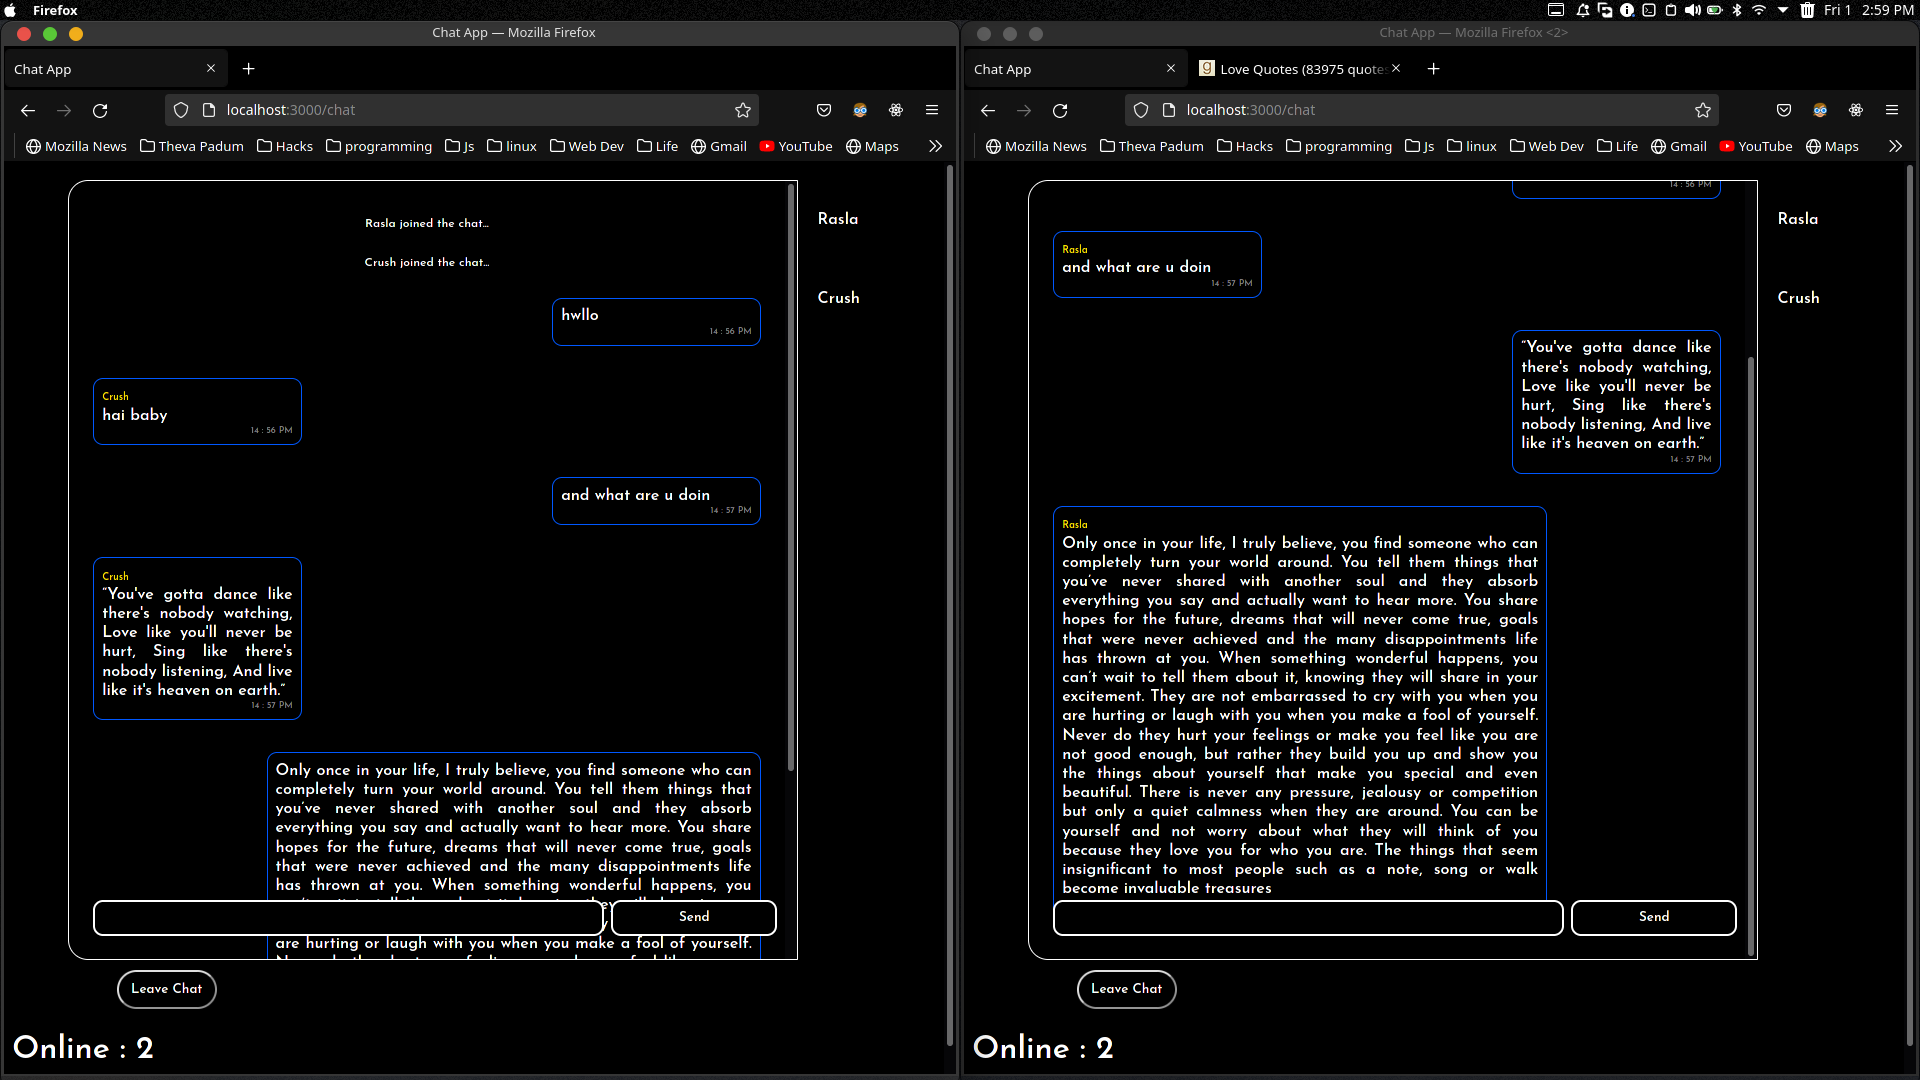 Firefox
Fri 1 2:59 PM
Chat App — Mozilla Firefox
Chat App
localhost:3000/chat
Mozilla News Theva Padum Hacks programming Js linux Web Dev Life Gmail YouTube Maps
Rasla joined the chat...
Crush joined the chat...
hwllo
14 : 56 PM
Crush
hai baby
14 : 56 PM
and what are u doin
14 : 57 PM
Crush
“You've gotta dance like
there's nobody watching,
Love like you'll never be
hurt, Sing like there's
nobody listening, And live
like it's heaven on earth.”
14 : 57 PM
Only once in your life, I truly believe, you find someone who can
completely turn your world around. You tell them things that
you’ve never shared with another soul and they absorb
everything you say and actually want to hear more. You share
hopes for the future, dreams that will never come true, goals
that were never achieved and the many disappointments life
has thrown at you. When something wonderful happens, you
are hurting or laugh with you when you make a fool of yourself.
Send
Rasla
Crush
Leave Chat
Online : 2
Chat App — Mozilla Firefox <2>
Chat App
Love Quotes (83975 quotes
localhost:3000/chat
Mozilla News Theva Padum Hacks programming Js linux Web Dev Life Gmail YouTube Maps
14 : 56 PM
Rasla
and what are u doin
14 : 57 PM
“You've gotta dance like
there's nobody watching,
Love like you'll never be
hurt, Sing like there's
nobody listening, And live
like it's heaven on earth.”
14 : 57 PM
Rasla
Only once in your life, I truly believe, you find someone who can
completely turn your world around. You tell them things that
you’ve never shared with another soul and they absorb
everything you say and actually want to hear more. You share
hopes for the future, dreams that will never come true, goals
that were never achieved and the many disappointments life
has thrown at you. When something wonderful happens, you
can’t wait to tell them about it, knowing they will share in your
excitement. They are not embarrassed to cry with you when you
are hurting or laugh with you when you make a fool of yourself.
Never do they hurt your feelings or make you feel like you are
not good enough, but rather they build you up and show you
the things about yourself that make you special and even
beautiful. There is never any pressure, jealousy or competition
but only a quiet calmness when they are around. You can be
yourself and not worry about what they will think of you
because they love you for who you are. The things that seem
insignificant to most people such as a note, song or walk
become invaluable treasures
Send
Rasla
Crush
Leave Chat
Online : 2